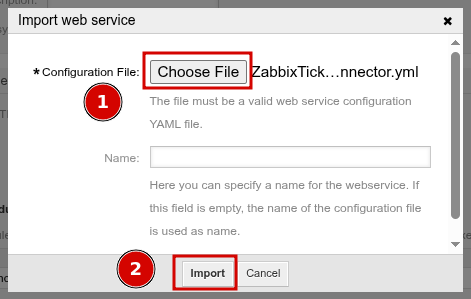 Import web service ×
* Configuration File: Choose File ZabbixTick…nnector.yml
1
The file must be a valid web service configuration
YAML file.
Name:
Here you can specify a name for the webservice. If
this field is empty, the name of the configuration file
is used as name.
2 Import Cancel